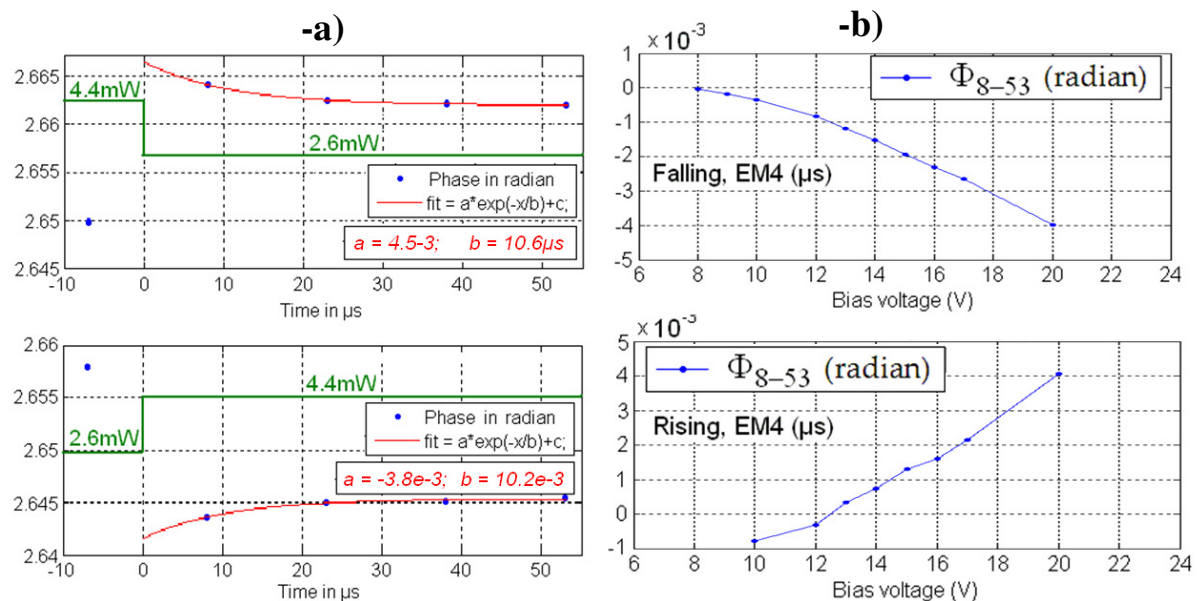 -a)
2.665
2.66
2.655
2.65
2.645
4.4mW
2.6mW
Phase in radian
fit = a*exp(-x/b)+c;
a = 4.5-3; b = 10.6µs
-10 0 10 20 30 40 50
Time in µs
2.66
2.655
2.65
2.645
2.64
4.4mW
2.6mW
Phase in radian
fit = a*exp(-x/b)+c;
a = -3.8e-3; b = 10.2e-3
-10 0 10 20 30 40 50
Time in µs
-b)
x 10⁻³
1
0
-1
-2
-3
-4
-5
Φ8–53 (radian)
Falling, EM4 (µs)
6 8 10 12 14 16 18 20 22 24
Bias voltage (V)
x 10⁻³
5
4
3
2
1
0
-1
Φ8–53 (radian)
Rising, EM4 (µs)
6 8 10 12 14 16 18 20 22 24
Bias voltage (V)